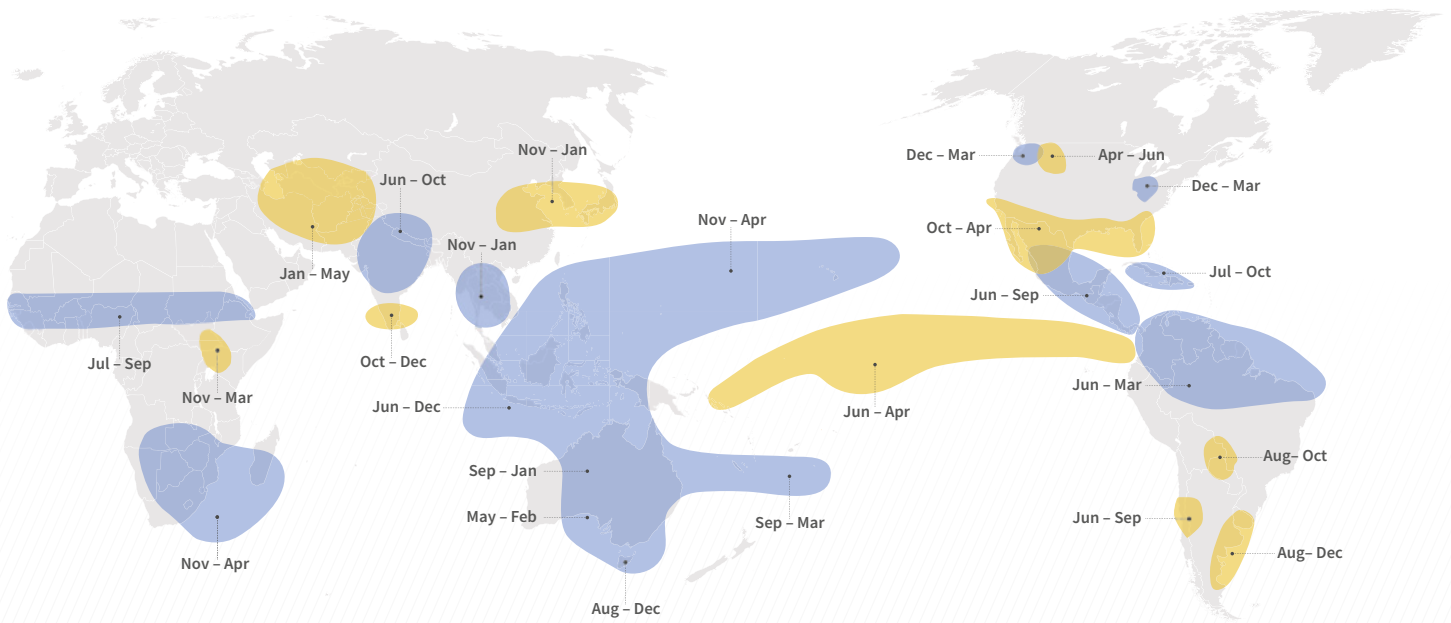 Nov – Jan
Dec – Mar
Apr – Jun
Jun – Oct
Dec – Mar
Nov – Apr
Oct – Apr
Nov – Jan
Jan – May
Jul – Oct
Jun – Sep
Oct – Dec
Jul – Sep
Jun – Mar
Nov – Mar
Jun – Dec
Jun – Apr
Aug– Oct
Sep – Jan
May – Feb
Jun – Sep
Sep – Mar
Aug– Dec
Nov – Apr
Aug – Dec